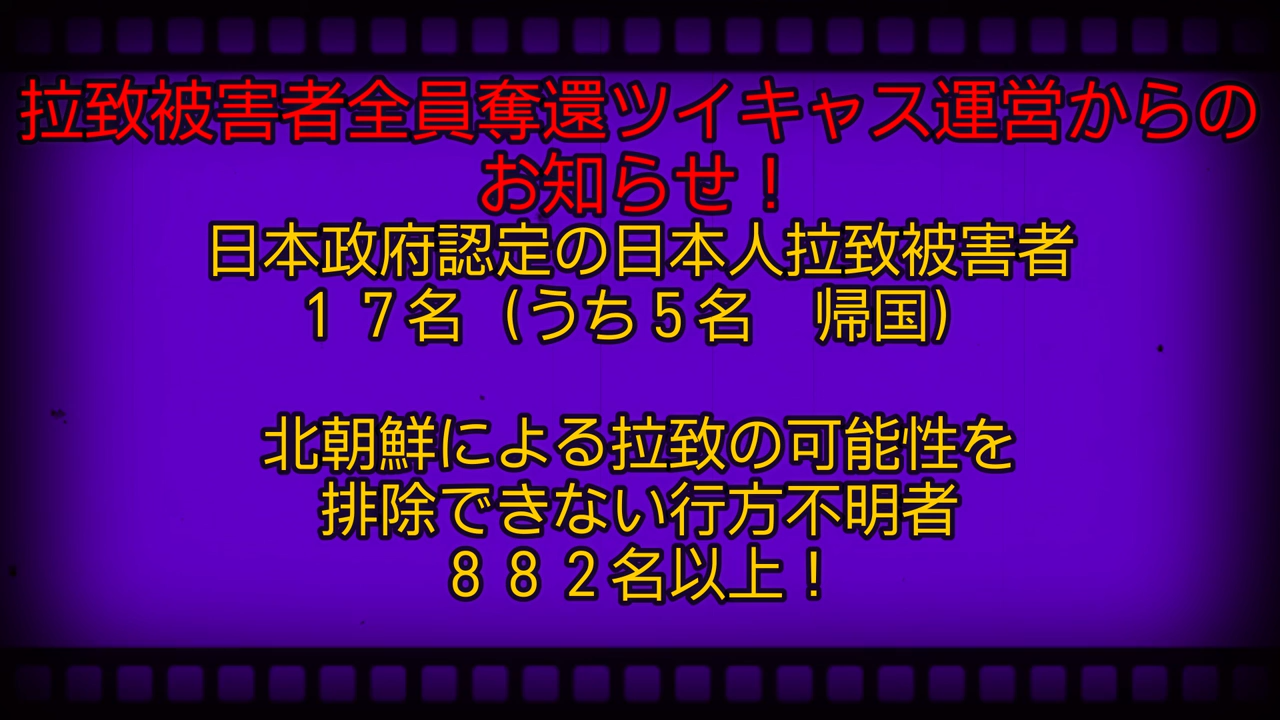 拉致被害者全員奪還ツイキャス運営からの
お知らせ！
日本政府認定の日本人拉致被害者
１７名（うち５名　帰国）
北朝鮮による拉致の可能性を
排除できない行方不明者
８８２名以上！